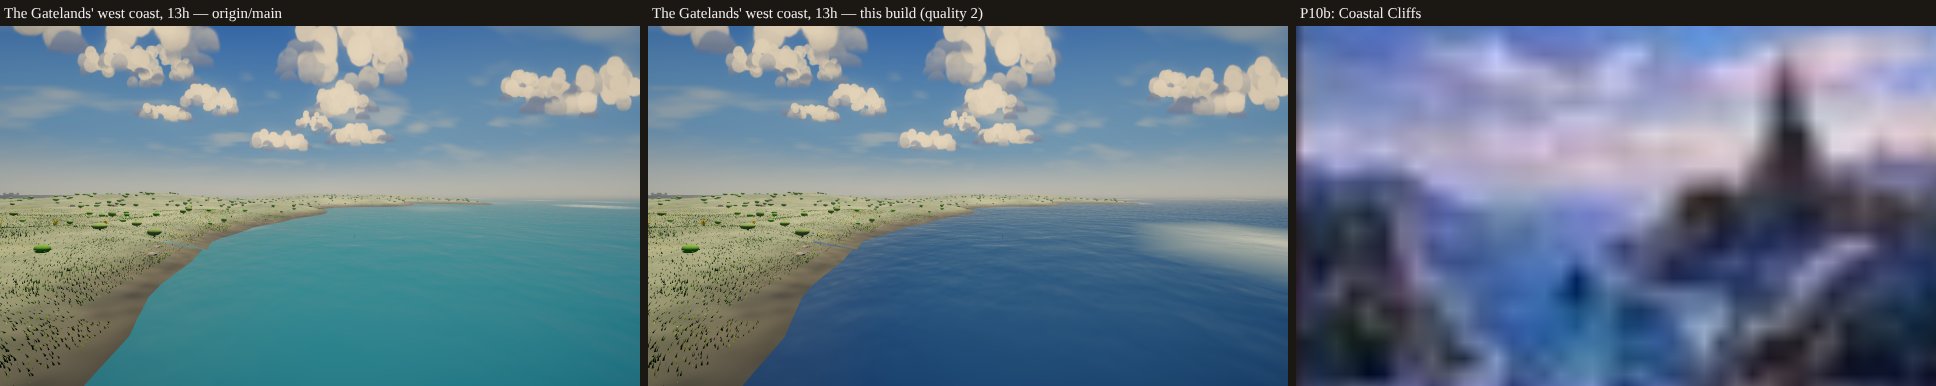 The Gatelands' west coast, 13h — origin/main
The Gatelands' west coast, 13h — this build (quality 2)
P10b: Coastal Cliffs